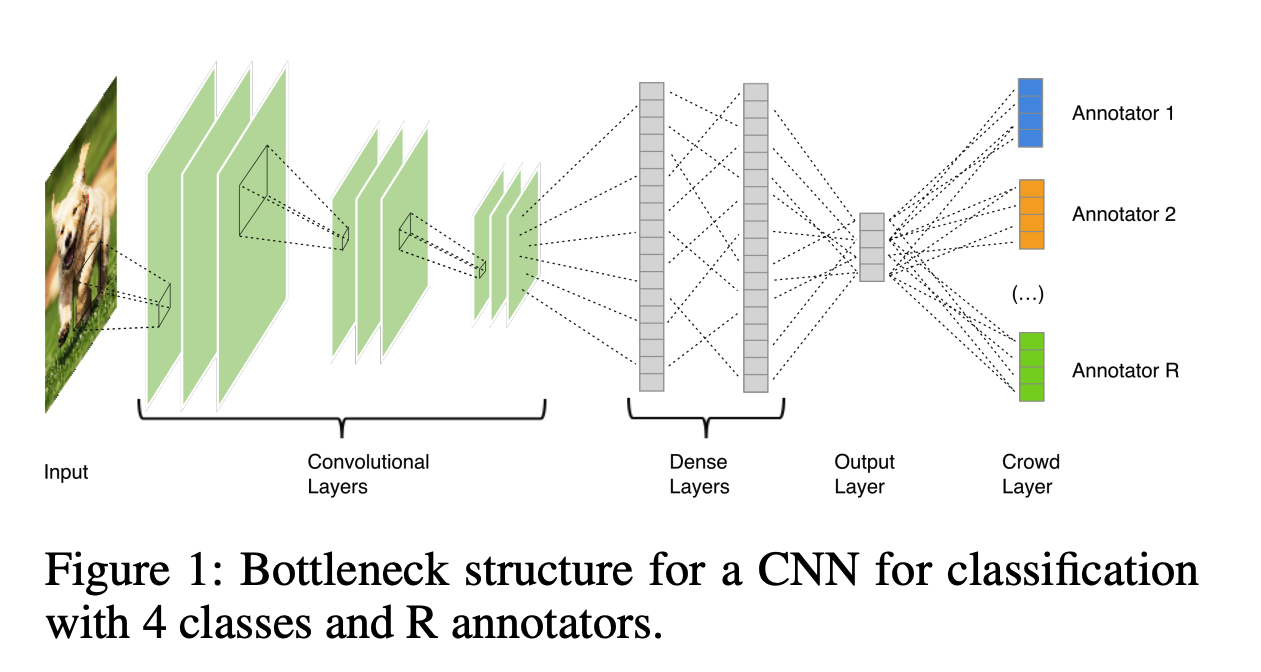 Annotator 1
Annotator 2
(...)
Annotator R
Input
Convolutional
Layers
Dense
Layers
Output
Layer
Crowd
Layer
Figure 1: Bottleneck structure for a CNN for classification
with 4 classes and R annotators.